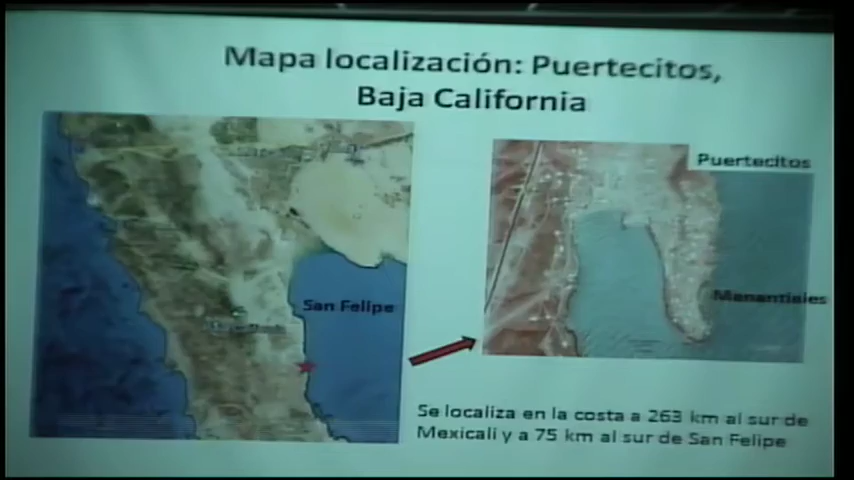 Mapa localización: Puertecitos,
Baja California
Puertecitos
San Felipe
Manantiales
Se localiza en la costa a 263 km al sur de
Mexicali y a 75 km al sur de San Felipe